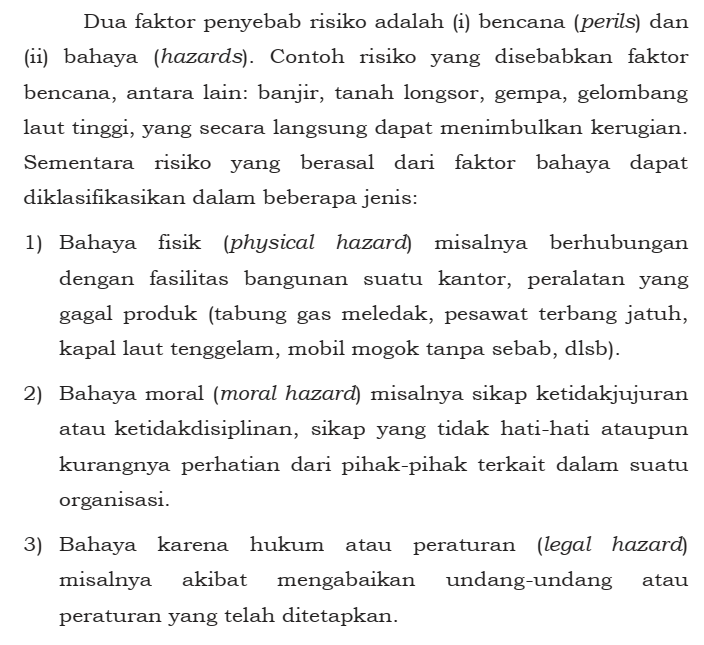 Dua faktor penyebab risiko adalah (i) bencana (perils) dan
(ii) bahaya (hazards). Contoh risiko yang disebabkan faktor
bencana, antara lain: banjir, tanah longsor, gempa, gelombang
laut tinggi, yang secara langsung dapat menimbulkan kerugian.
Sementara risiko yang berasal dari faktor bahaya dapat
diklasifikasikan dalam beberapa jenis:
1) Bahaya fisik (physical hazard) misalnya berhubungan
dengan fasilitas bangunan suatu kantor, peralatan yang
gagal produk (tabung gas meledak, pesawat terbang jatuh,
kapal laut tenggelam, mobil mogok tanpa sebab, dlsb).
2) Bahaya moral (moral hazard) misalnya sikap ketidakjujuran
atau ketidakdisiplinan, sikap yang tidak hati-hati ataupun
kurangnya perhatian dari pihak-pihak terkait dalam suatu
organisasi.
3) Bahaya karena hukum atau peraturan (legal hazard)
misalnya akibat mengabaikan undang-undang atau
peraturan yang telah ditetapkan.